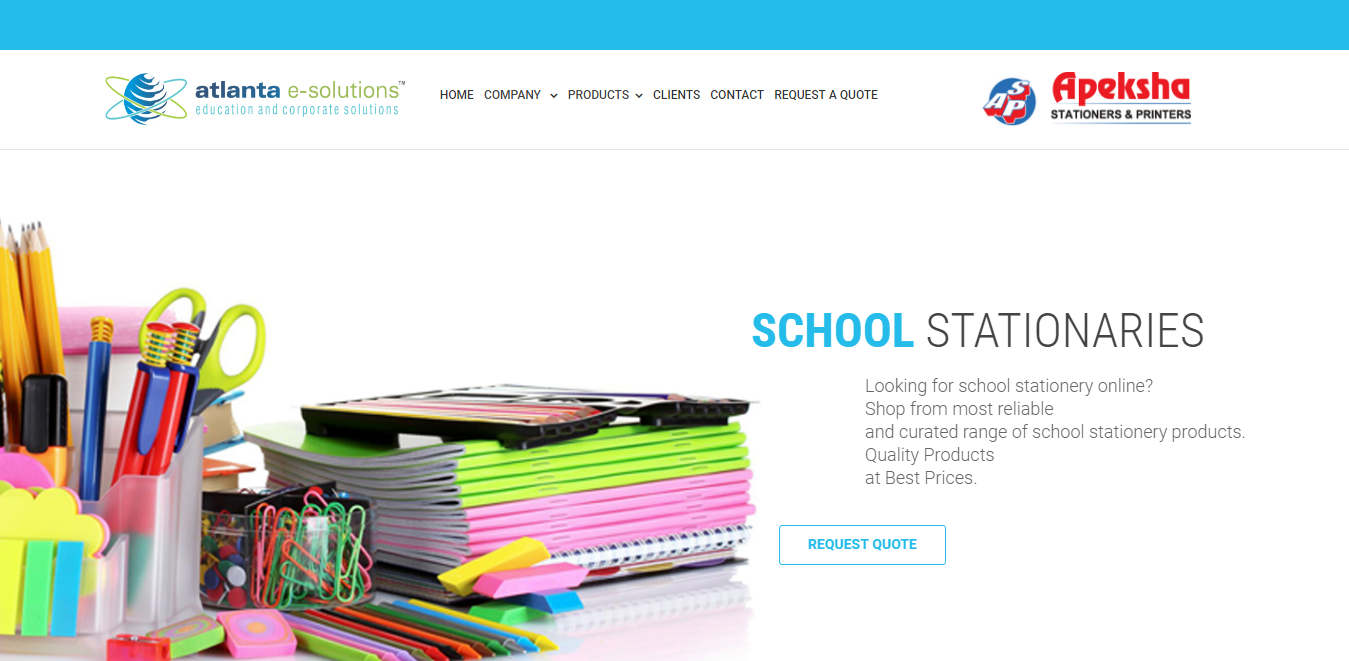 atlanta e-solutions™
education and corporate solutions
HOME COMPANY PRODUCTS CLIENTS CONTACT REQUEST A QUOTE
ASP
Apeksha
STATIONERS & PRINTERS
SCHOOL STATIONARIES
Looking for school stationery online?
Shop from most reliable
and curated range of school stationery products.
Quality Products
at Best Prices.
REQUEST QUOTE